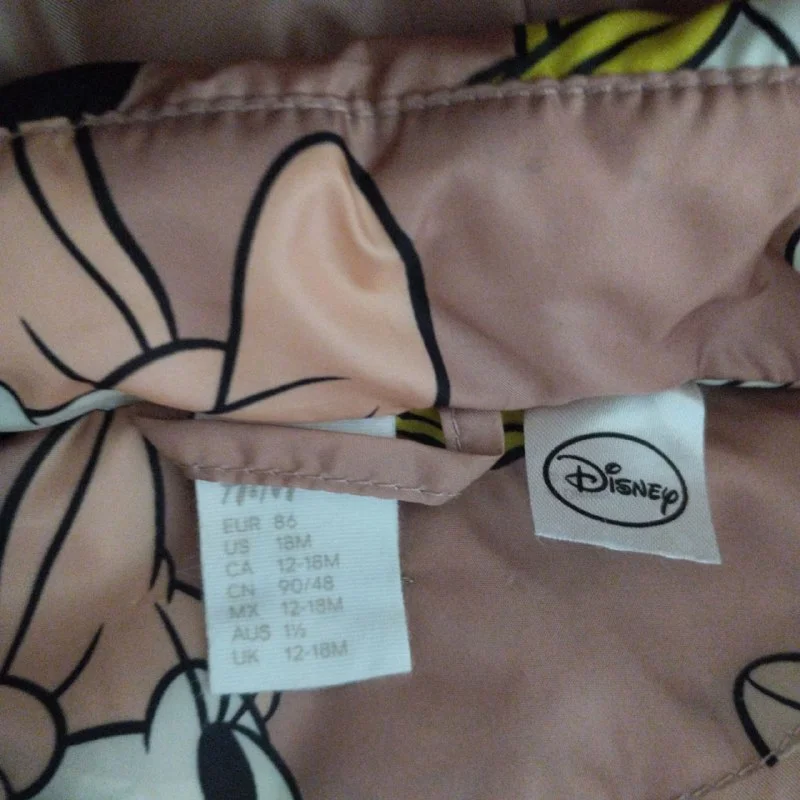 H&M
EUR 86
US 18M
CA 12-18M
CN 90/48
MX 12-18M
AUS 1½
UK 12-18M
Disney